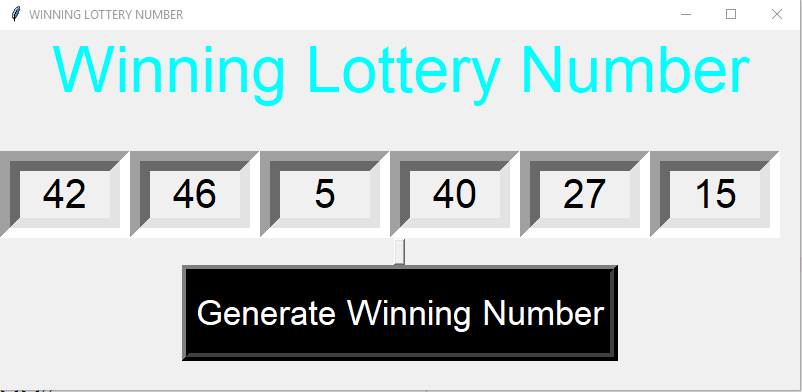 WINNING LOTTERY NUMBER
Winning Lottery Number
42 46 5 40 27 15
Generate Winning Number